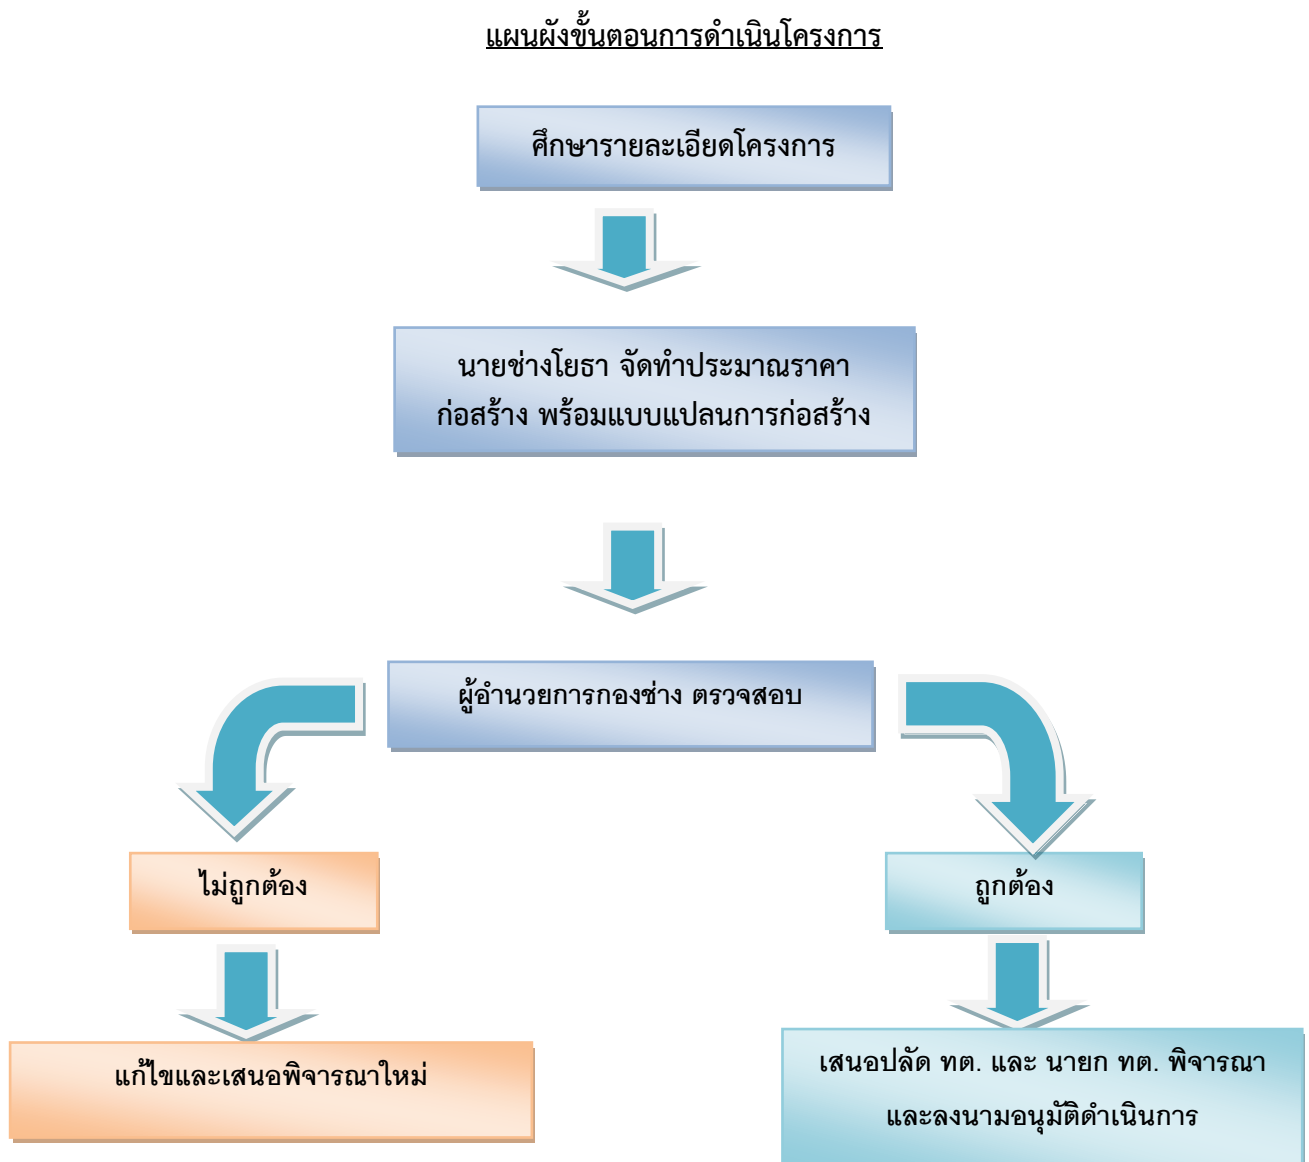 แผนผังขั้นตอนการดำเนินโครงการ
ศึกษารายละเอียดโครงการ
นายช่างโยธา จัดทำประมาณราคา
ก่อสร้าง พร้อมแบบแปลนการก่อสร้าง
ผู้อำนวยการกองช่าง ตรวจสอบ
ไม่ถูกต้อง
ถูกต้อง
แก้ไขและเสนอพิจารณาใหม่
เสนอปลัด ทต. และ นายก ทต. พิจารณา
และลงนามอนุมัติดำเนินการ